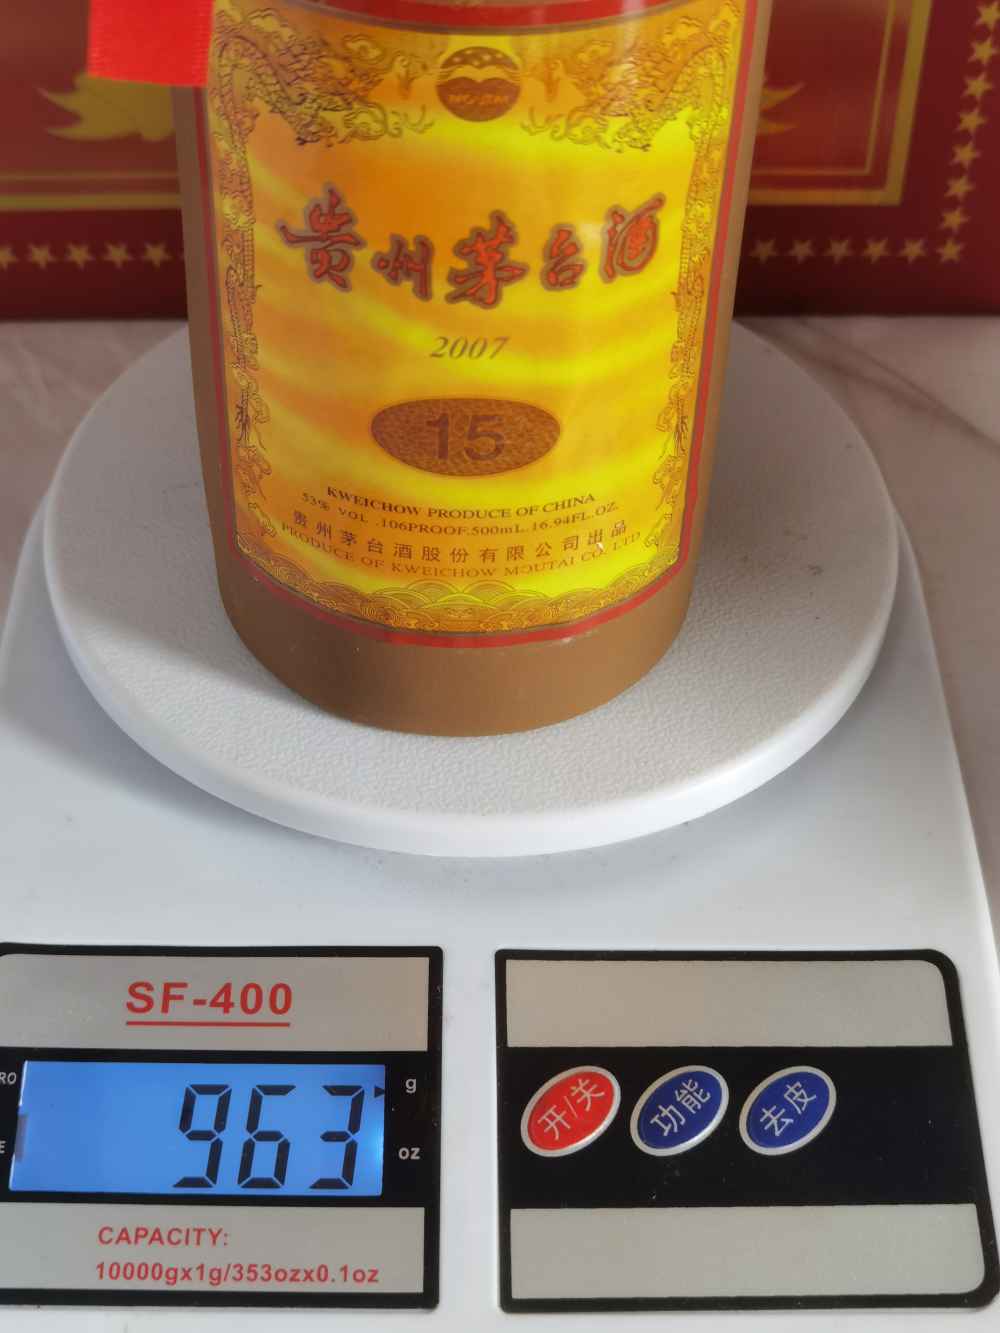 贵州茅台酒
2007
15
KWEICHOW PRODUCE OF CHINA
53% VOL .106PROOF.500mL.16.94FL.OZ.
贵州茅台酒股份有限公司出品
PRODUCE OF KWEICHOW MOUTAI CO. LTD
SF-400
g
963
oz
CAPACITY:
10000gx1g/353ozx0.1oz
开/关
功能
去皮